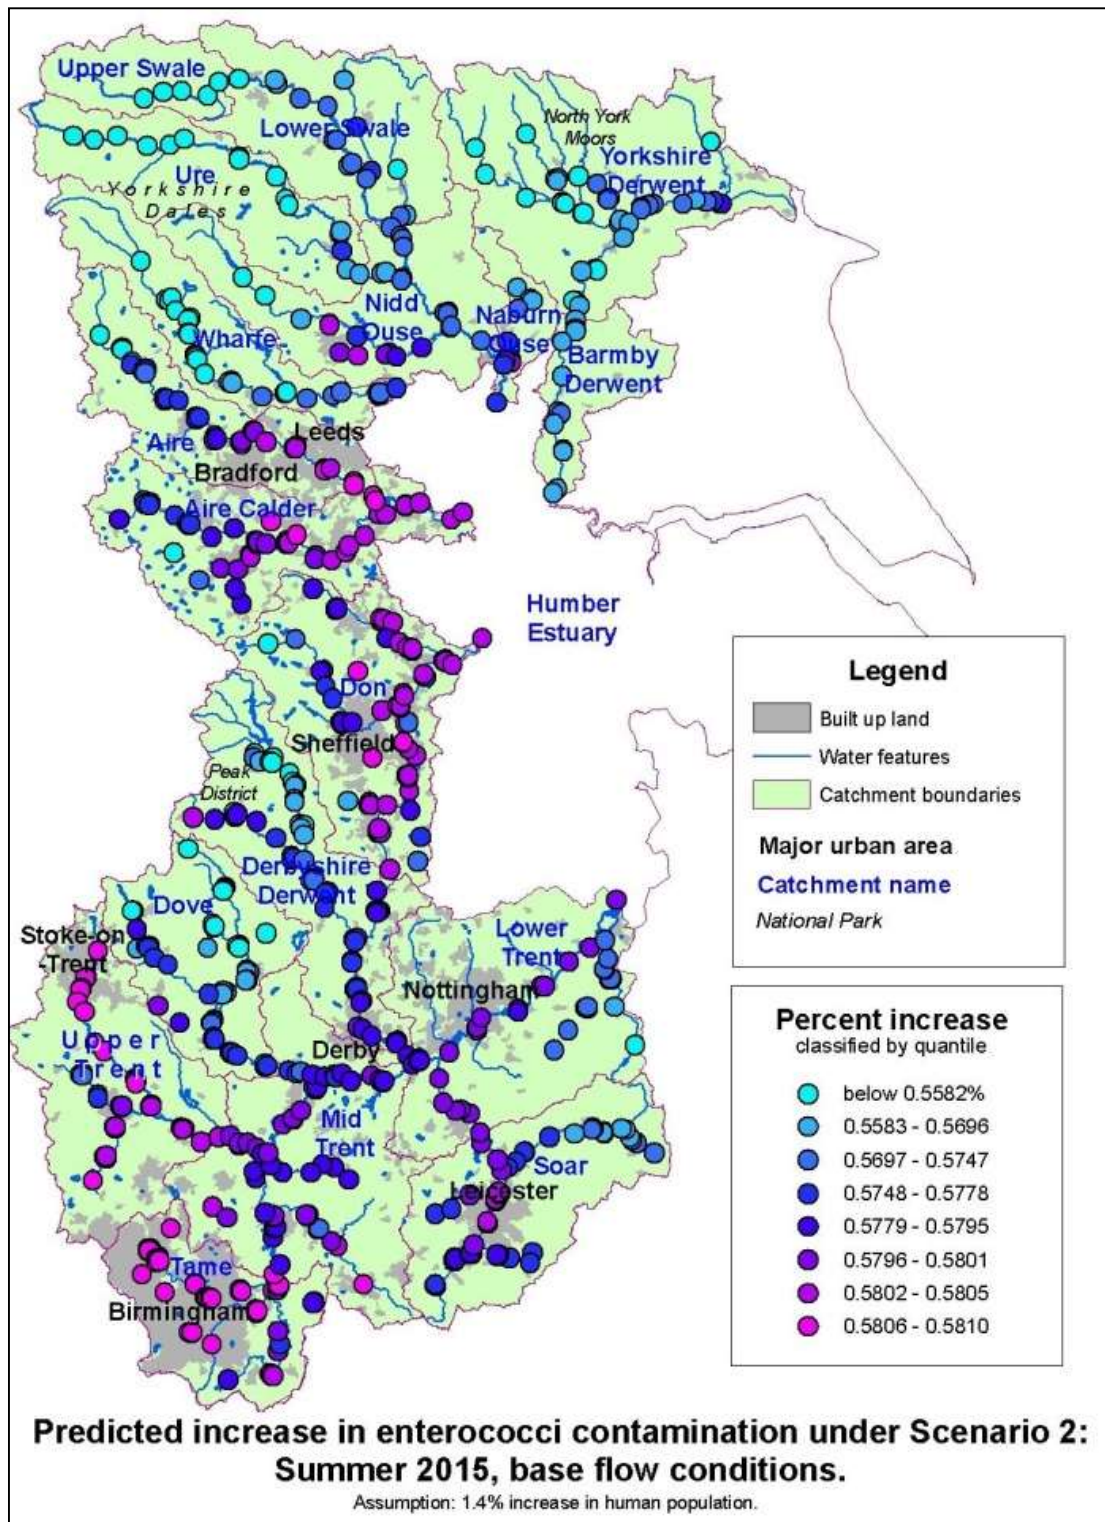 Upper Swale
Lower Swale
North York
Moors
Yorkshire
Derwent
Ure
Yorkshire
Dales
Nidd
Ouse
Naburn
Ouse
Wharfe
Barmby
Derwent
Leeds
Aire
Bradford
Aire Calder
Humber
Estuary
Don
Sheffield
Peak
District
Derbyshire
Derwent
Dove
Stoke-on
-Trent
Lower
Trent
Nottingham
Upper
Trent
Derby
Mid
Trent
Soar
Leicester
Tame
Birmingham
Legend
Built up land
Water features
Catchment boundaries
Major urban area
Catchment name
National Park
Percent increase
classified by quantile
below 0.5582%
0.5583 - 0.5696
0.5697 - 0.5747
0.5748 - 0.5778
0.5779 - 0.5795
0.5796 - 0.5801
0.5802 - 0.5805
0.5806 - 0.5810
Predicted increase in enterococci contamination under Scenario 2:
Summer 2015, base flow conditions.
Assumption: 1.4% increase in human population.